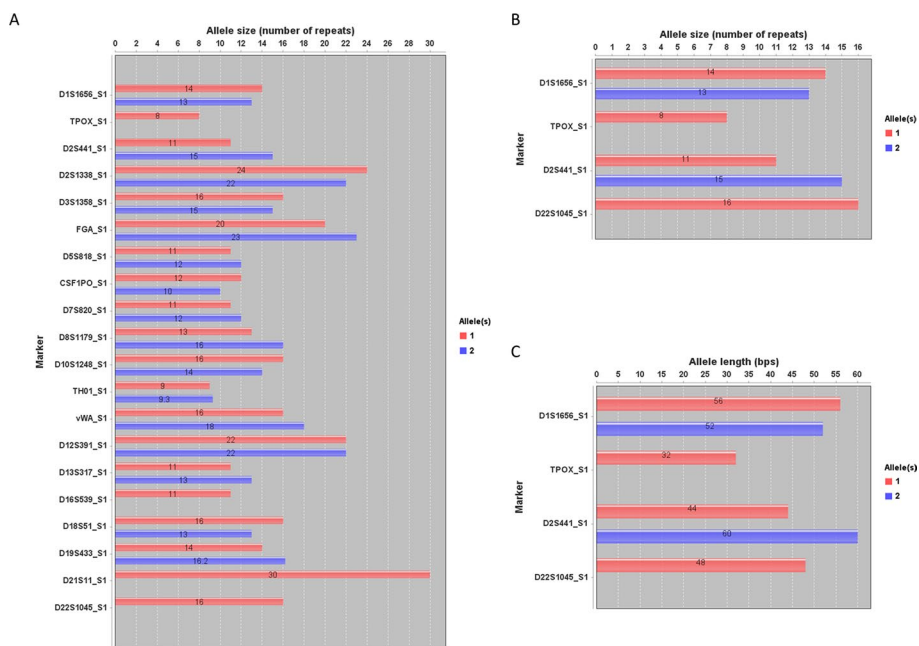 A
Allele size (number of repeats)
0 2 4 6 8 10 12 14 16 18 20 22 24 26 28 30
Marker
D1S1656_S1
14
13
TPOX_S1
8
D2S441_S1
11
15
D2S1338_S1
24
22
D3S1358_S1
16
15
FGA_S1
20
23
D5S818_S1
11
12
CSF1PO_S1
12
10
D7S820_S1
11
12
D8S1179_S1
13
16
D10S1248_S1
16
14
TH01_S1
9
9.3
vWA_S1
16
18
D12S391_S1
22
22
D13S317_S1
11
13
D16S539_S1
11
D18S51_S1
16
13
D19S433_S1
14
16.2
D21S11_S1
30
D22S1045_S1
16
Allele(s)
1
2
B
Allele size (number of repeats)
0 1 2 3 4 5 6 7 8 9 10 11 12 13 14 15 16
Marker
D1S1656_S1
14
13
TPOX_S1
8
D2S441_S1
11
15
D22S1045_S1
16
Allele(s)
1
2
C
Allele length (bps)
0 5 10 15 20 25 30 35 40 45 50 55 60
Marker
D1S1656_S1
56
52
TPOX_S1
32
D2S441_S1
44
60
D22S1045_S1
48
Allele(s)
1
2